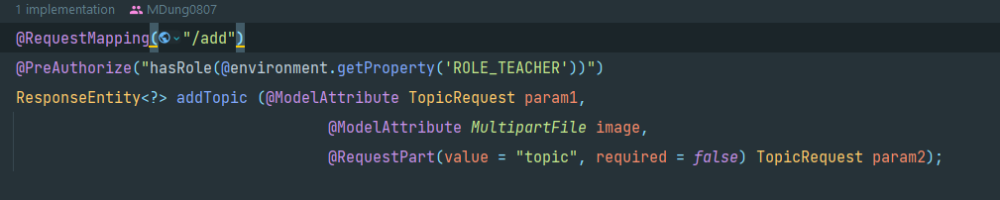 1 implementation MDung0807
@RequestMapping("/add")
@PreAuthorize("hasRole(@environment.getProperty('ROLE_TEACHER'))")
ResponseEntity<?> addTopic (@ModelAttribute TopicRequest param1,
@ModelAttribute MultipartFile image,
@RequestPart(value = "topic", required = false) TopicRequest param2);